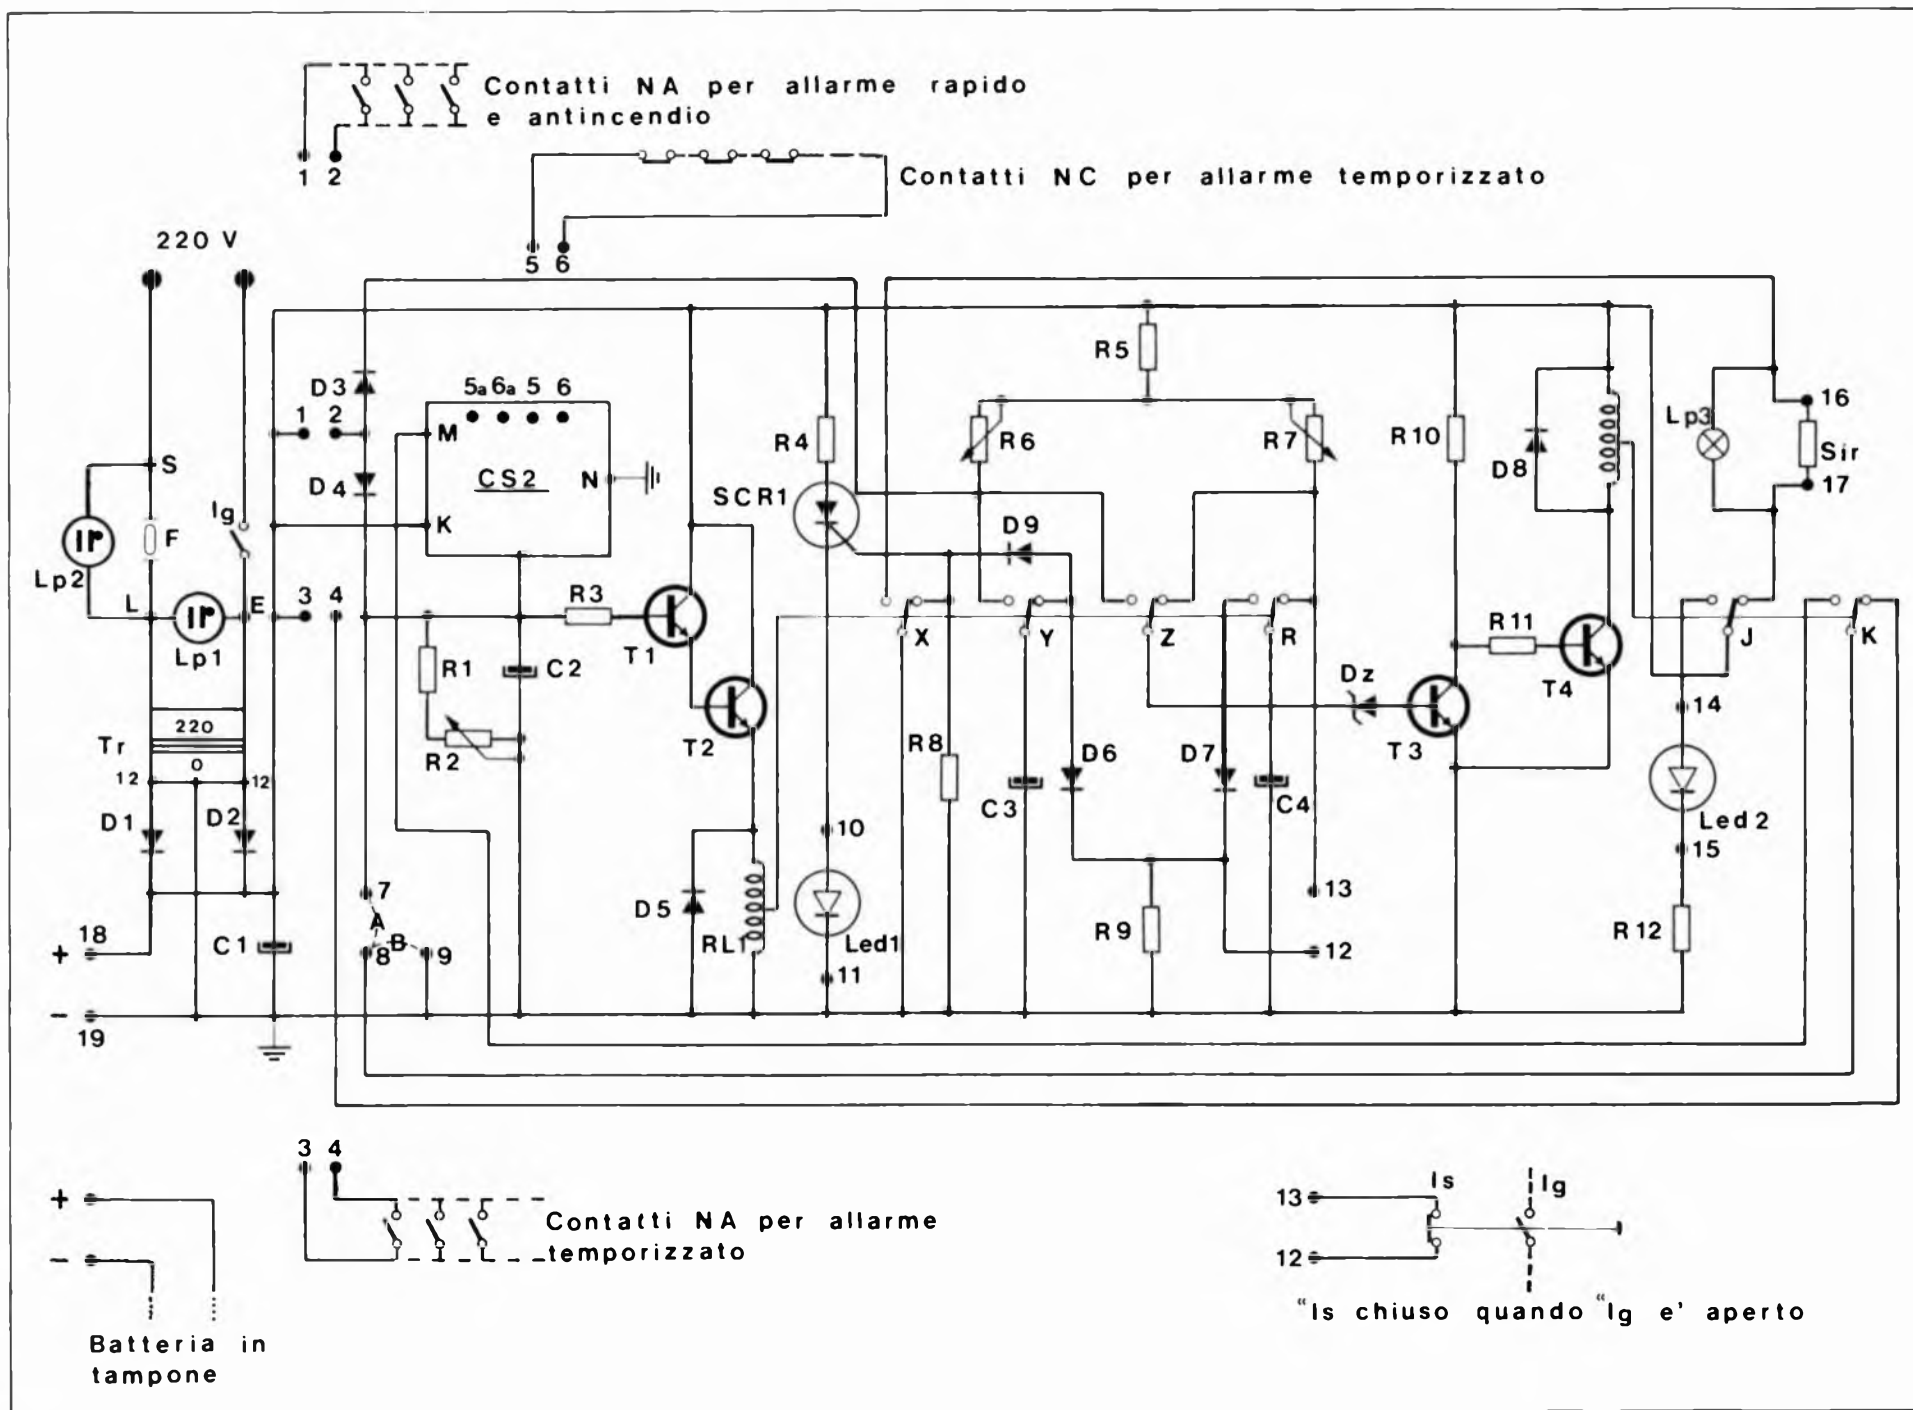 Contatti NA per allarme rapido
e antincendio
1 2
Contatti NC per allarme temporizzato
5 6
220 V
S
F
Ig
Lp2
L
Lp1
E
Tr
220
0
12
12
D1
D2
+ 18
- 19
C1
1 2
3 4
D3
D4
5a 6a 5 6
M
CS2
N
K
R1
R2
C2
R3
T1
T2
D5
RL1
7
A
B
8 9
R4
SCR1
10
Led1
11
R5
R6
R7
D9
X
Y
Z
R
R8
C3
D6
D7
C4
R9
13
12
Dz
T3
R10
R11
T4
D8
Lp3
16
Sir
17
J
K
14
Led2
15
R12
+
-
Batteria in
tampone
3 4
Contatti NA per allarme
temporizzato
13
12
Is
Ig
"Is chiuso quando "Ig e' aperto